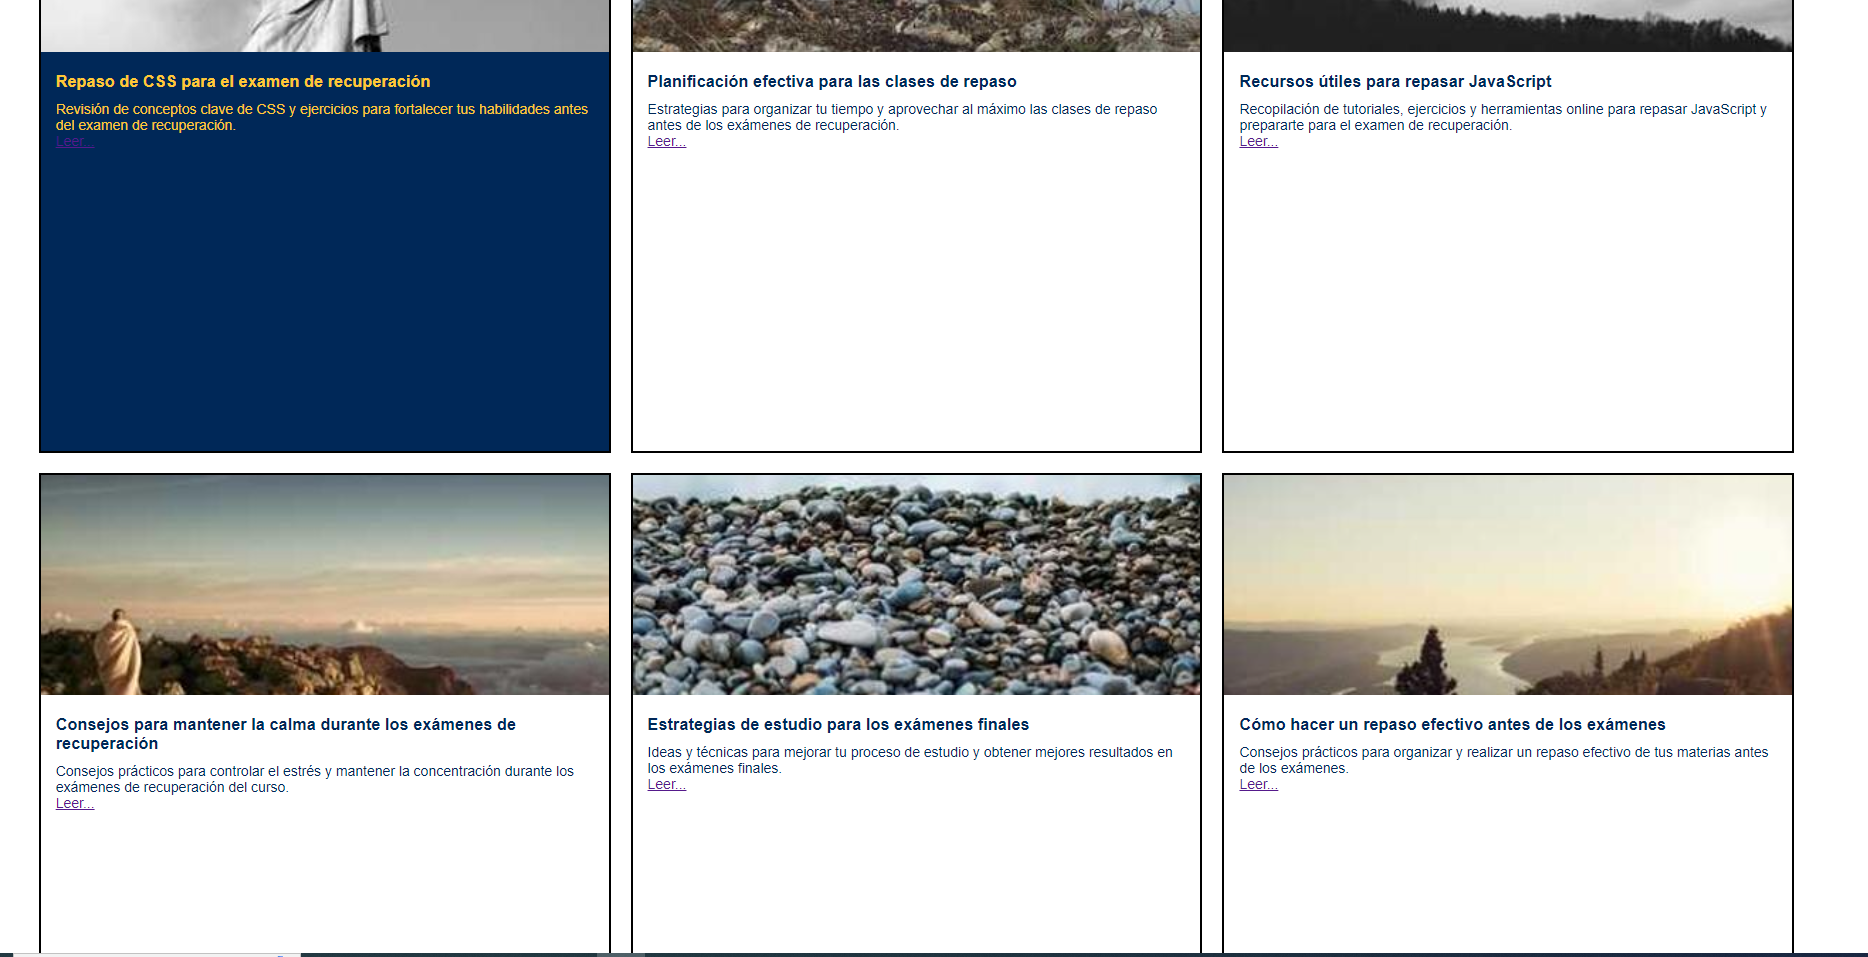 Repaso de CSS para el examen de recuperación
Revisión de conceptos clave de CSS y ejercicios para fortalecer tus habilidades antes
del examen de recuperación.
Leer...
Planificación efectiva para las clases de repaso
Estrategias para organizar tu tiempo y aprovechar al máximo las clases de repaso
antes de los exámenes de recuperación.
Leer...
Recursos útiles para repasar JavaScript
Recopilación de tutoriales, ejercicios y herramientas online para repasar JavaScript y
prepararte para el examen de recuperación.
Leer...
Consejos para mantener la calma durante los exámenes de
recuperación
Consejos prácticos para controlar el estrés y mantener la concentración durante los
exámenes de recuperación del curso.
Leer...
Estrategias de estudio para los exámenes finales
Ideas y técnicas para mejorar tu proceso de estudio y obtener mejores resultados en
los exámenes finales.
Leer...
Cómo hacer un repaso efectivo antes de los exámenes
Consejos prácticos para organizar y realizar un repaso efectivo de tus materias antes
de los exámenes.
Leer...